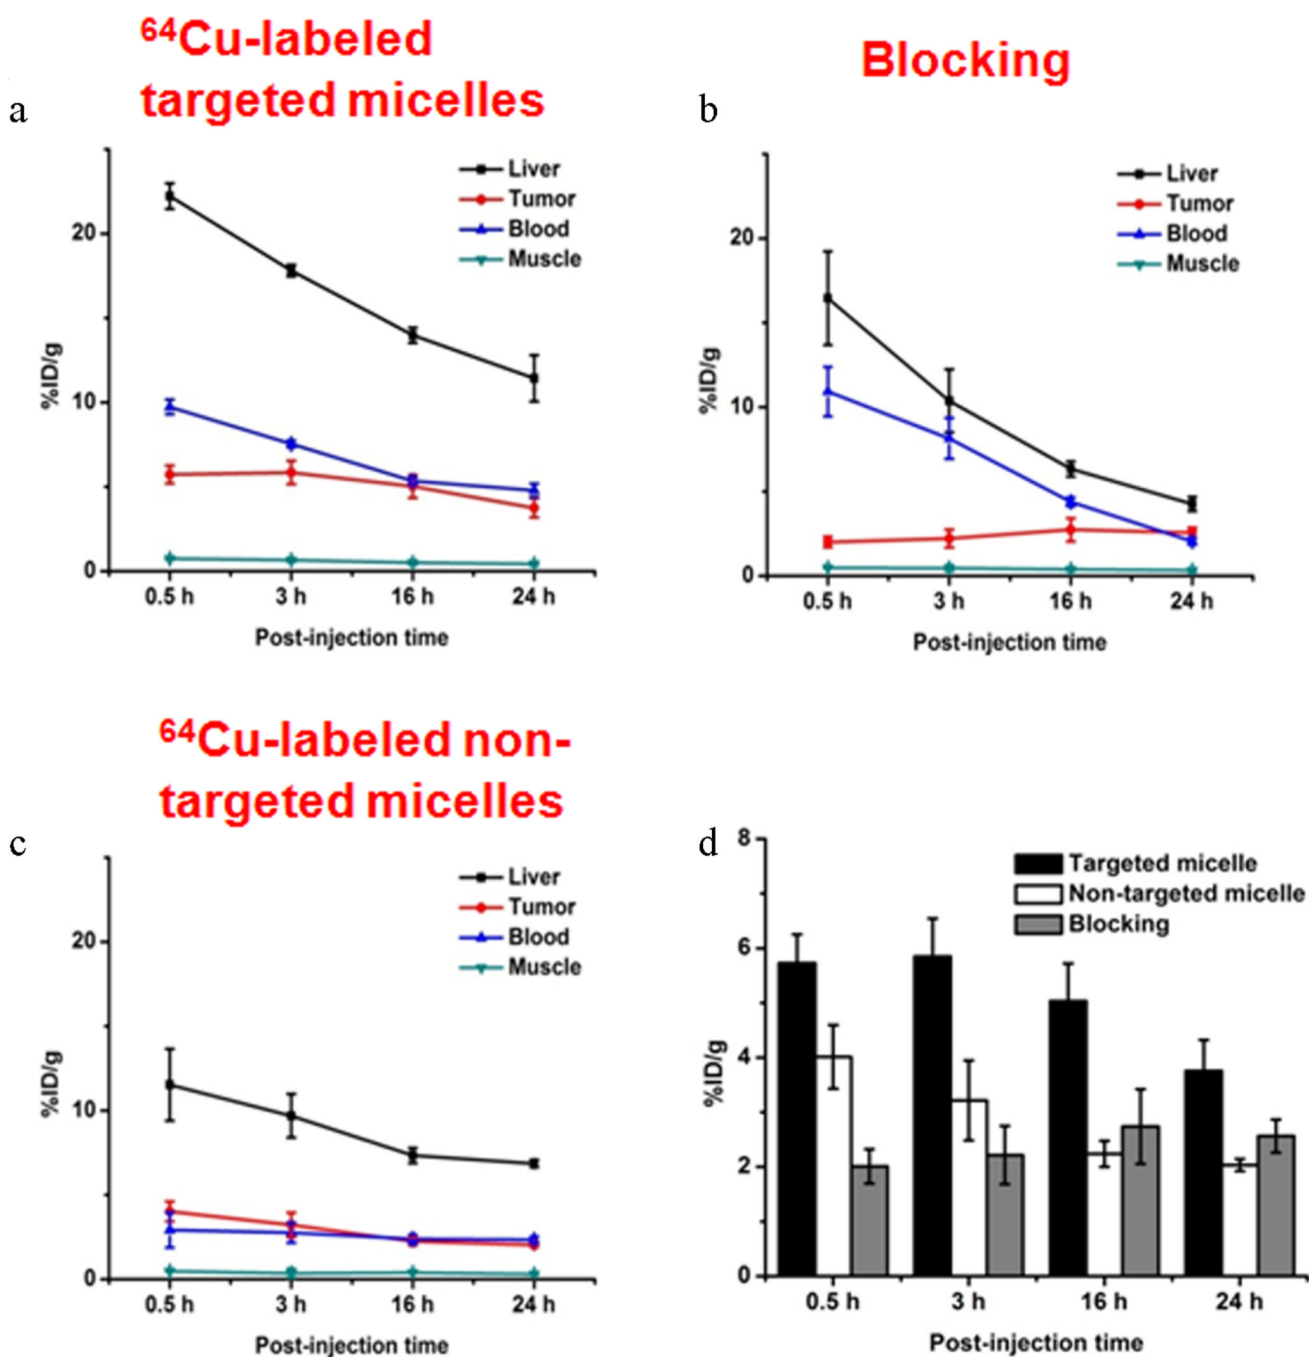 ⁶⁴Cu-labeled
targeted micelles
a
Liver
Tumor
Blood
Muscle
20
10
0
%ID/g
0.5 h 3 h 16 h 24 h
Post-injection time
Blocking
b
Liver
Tumor
Blood
Muscle
20
10
0
%ID/g
0.5 h 3 h 16 h 24 h
Post-injection time
⁶⁴Cu-labeled non-
targeted micelles
c
Liver
Tumor
Blood
Muscle
20
10
0
%ID/g
0.5 h 3 h 16 h 24 h
Post-injection time
d
Targeted micelle
Non-targeted micelle
Blocking
8
6
4
2
0
%ID/g
0.5 h 3 h 16 h 24 h
Post-injection time